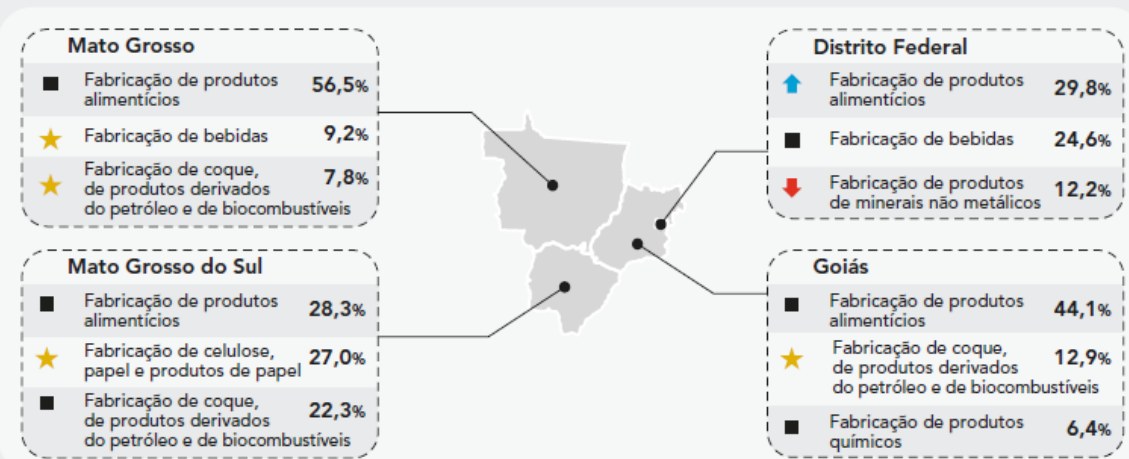 Mato Grosso
Fabricação de produtos
alimentícios
56,5%
Fabricação de bebidas
9,2%
Fabricação de coque,
de produtos derivados
do petróleo e de biocombustíveis
7,8%
Mato Grosso do Sul
Fabricação de produtos
alimentícios
28,3%
Fabricação de celulose,
papel e produtos de papel
27,0%
Fabricação de coque,
de produtos derivados
do petróleo e de biocombustíveis
22,3%
Distrito Federal
Fabricação de produtos
alimentícios
29,8%
Fabricação de bebidas
24,6%
Fabricação de produtos
de minerais não metálicos
12,2%
Goiás
Fabricação de produtos
alimentícios
44,1%
Fabricação de coque,
de produtos derivados
do petróleo e de biocombustíveis
12,9%
Fabricação de produtos
químicos
6,4%